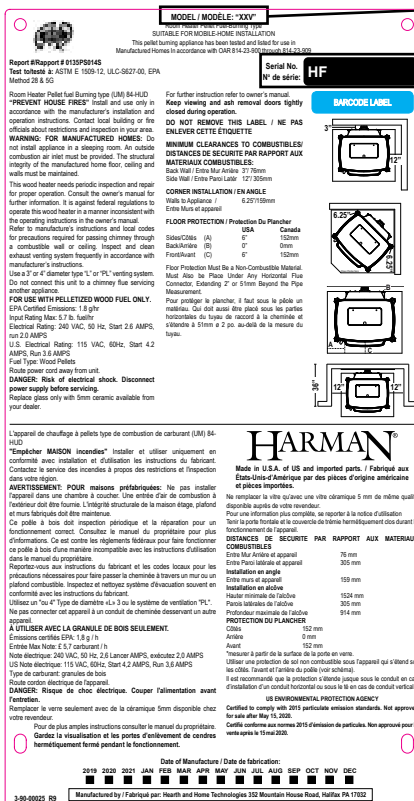 MODEL / MODÈLE: “XXV”
Room Heater Pellet Fuel-Burning Type
SUITABLE FOR MOBILE-HOME INSTALLATION
This pellet burning appliance has been tested and listed for use in
Manufactured Homes In accordance with OAR 814-23-900 through 814-23-909
Report #/Rapport # 0135PS014S
Test to/testé à: ASTM E 1509-12, ULC-S627-00, EPA
Method 28 & 5G
Serial No.
N° de série:
HF
BARCODE LABEL
Room Heater Pellet fuel Burning type (UM) 84-HUD
“PREVENT HOUSE FIRES” Install and use only in
accordance with the manufacturer's installation and
operation instructions. Contact local building or fire
officials about restrictions and inspection in your area.
WARNING: FOR MANUFACTURED HOMES: Do
not install appliance in a sleeping room. An outside
combustion air inlet must be provided. The structural
integrity of the manufactured home floor, ceiling and
walls must be maintained.
This wood heater needs periodic inspection and repair
for proper operation. Consult the owner's manual for
further information. It is against federal regulations to
operate this wood heater in a manner inconsistent with
the operating instructions in the owner's manual.
Refer to manufacturer's instructions and local codes
for precautions required for passing chimney through
a combustible wall or ceiling. Inspect and clean
exhaust venting system frequently in accordance with
manufacturer's instructions.
Use a 3" or 4" diameter type "L" or "PL" venting system.
Do not connect this unit to a chimney flue servicing
another appliance.
FOR USE WITH PELLETIZED WOOD FUEL ONLY.
EPA Certified Emissions: 1.8 g/hr
Input Rating Max: 5.7 lb. fuel/hr
Electrical Rating: 240 VAC, 50 Hz, Start 2.6 AMPS,
run 2.0 AMPS
U.S. Electrical Rating: 115 VAC, 60Hz, Start 4.2
AMPS, Run 3.6 AMPS
Fuel Type: Wood Pellets
Route power cord away from unit.
DANGER: Risk of electrical shock. Disconnect
power supply before servicing.
Replace glass only with 5mm ceramic available from
your dealer.
For further instruction refer to owner's manual.
Keep viewing and ash removal doors tightly
closed during operation.
DO NOT REMOVE THIS LABEL / NE PAS
ENLEVER CETTE ÉTIQUETTE
MINIMUM CLEARANCES TO COMBUSTIBLES/
DISTANCES DE SECURITE PAR RAPPORT AUX
MATERIAUX COMBUSTIBLES:
Back Wall / Entre Mur Arrière 3"/ 76mm
Side Wall / Entre Paroi Latér 12"/ 305mm
CORNER INSTALLATION / EN ANGLE
Walls to Appliance / 6.25"/159mm
Entre Murs et appareil
FLOOR PROTECTION / Protection Du Plancher
USA Canada
Sides/Côtés (A) 6" 152mm
Back/Arrière (B) 0" 0mm
Front/Avant (C) 6" 152mm
Floor Protection Must Be a Non-Combustible Material.
Must Also be Place Under Any Horizontal Flue
Connector, Extending 2" or 51mm Beyond the Pipe
Measurement.
Pour protéger le plancher, il faut sous le pôele un
matériau. Qui doit aussi être placé sous les parties
horizontales du tuyau de raccord à la cheminée et
s'étendre à 51mm ø 2 po. au-delà de la mesure du
tuyau.
3"
12"
6.25"
6.25"
B
A
C
36"
12"
12"
L'appareil de chauffage à pellets type de combustion de carburant (UM) 84-
HUD
"Empêcher MAISON incendies" Installer et utiliser uniquement en
conformité avec installation et d'utilisation les instructions du fabricant.
Contactez le service des incendies à propos des restrictions et l'inspection
dans votre région.
AVERTISSEMENT: POUR maisons préfabriquées: Ne pas installer
l'appareil dans une chambre à coucher. Une entrée d'air de combustion à
l'extérieur doit être fournie. L'intégrité structurale de la maison étage, plafond
et murs fabriqués doit être maintenue.
Ce poêle à bois doit inspection périodique et la réparation pour un
fonctionnement correct. Consultez le manuel du propriétaire pour plus
d'informations. Ce est contre les règlements fédéraux pour faire fonctionner
ce poêle à bois d'une manière incompatible avec les instructions d'utilisation
dans le manuel du propriétaire.
Reportez-vous aux instructions du fabricant et les codes locaux pour les
précautions nécessaires pour faire passer la cheminée à travers un mur ou un
plafond combustible. Inspectez et nettoyez système d'évacuation souvent en
conformité avec les instructions du fabricant.
Utilisez un "ou 4" Type de diamètre «L» 3 ou le système de ventilation "PL".
Ne pas connecter cet appareil à un conduit de cheminée desservant un autre
appareil.
À UTILISER AVEC LA GRANULE DE BOIS SEULEMENT.
Émissions certifiés EPA: 1,8 g / h
Entrée Max Note: E 5,7 carburant / h
Note électrique: 240 VAC, 50 Hz, 2,6 Lancer AMPS, exécutez 2,0 AMPS
US Note électrique: 115 VAC, 60Hz, Start 4,2 AMPS, Run 3,6 AMPS
Type de carburant: granules de bois
Route cordon électrique de l'appareil.
DANGER: Risque de choc électrique. Couper l'alimentation avant
l'entretien.
Remplacer le verre seulement avec de la céramique 5mm disponible chez
votre revendeur.
Pour de plus amples instructions consulter le manuel du propriétaire.
Gardez la visualisation et les portes d'enlèvement de cendres
hermétiquement fermé pendant le fonctionnement.
HARMAN®
Made in U.S.A. of US and imported parts. / Fabriqué aux
États-Unis-d'Amérique par des pièces d'origine américaine
et pièces importées.
Ne remplacer la vitre qu'avec une vitre céramique 5 mm de même qualité
disponible auprès de votre revendeur.
Pour une information plus complète, se reporter à la notice d'utilisation
Tenir la porte frontale et le couvercle de trémie hermétiquement clos durant le
fonctionnement de l'appareil.
DISTANCES DE SECURITE PAR RAPPORT AUX MATERIAUX
COMBUSTIBLES
Entre Mur Arrière et appareil 76 mm
Entre Paroi latérale et appareil 305 mm
Installation en angle
Entre murs et appareil 159 mm
Installation en alcôve
Hauter minimale de l'alcôve 1524 mm
Parois latérales de l'alcôve 305 mm
Profondeur maximale de l'alcôve 914 mm
PROTECTION DU PLANCHER
Côtés 152 mm
Arrière 0 mm
Avant 152 mm
*mesurer à partir de la surface de la porte en verre.
Utiliser une protection de sol non combustible sous l'appareil qui s'étend sur
les côtés, l'avant et l'arrière du poêle (voir schéma).
Il est recommandé que la protection s'étende jusque sous le conduit en cas
d'installation d'un conduit horizontal ou sous le té en cas de conduit vertical.
US ENVIRONMENTAL PROTECTION AGENCY
Certified to comply with 2015 particulate emission standards. Not approved
for sale after May 15, 2020.
Certifié conforme aux normes 2015 d'émission de particules. Non approuvé pour la
vente après le 15 mai 2020.
Date of Manufacture / Date de fabrication:
2019 2020 2021 JAN FEB MAR APR MAY JUN JUL AUG SEP OCT NOV DEC
Manufactured by / Fabriqué par: Hearth and Home Technologies 352 Mountain House Road, Halifax PA 17032
3-90-00025 R9